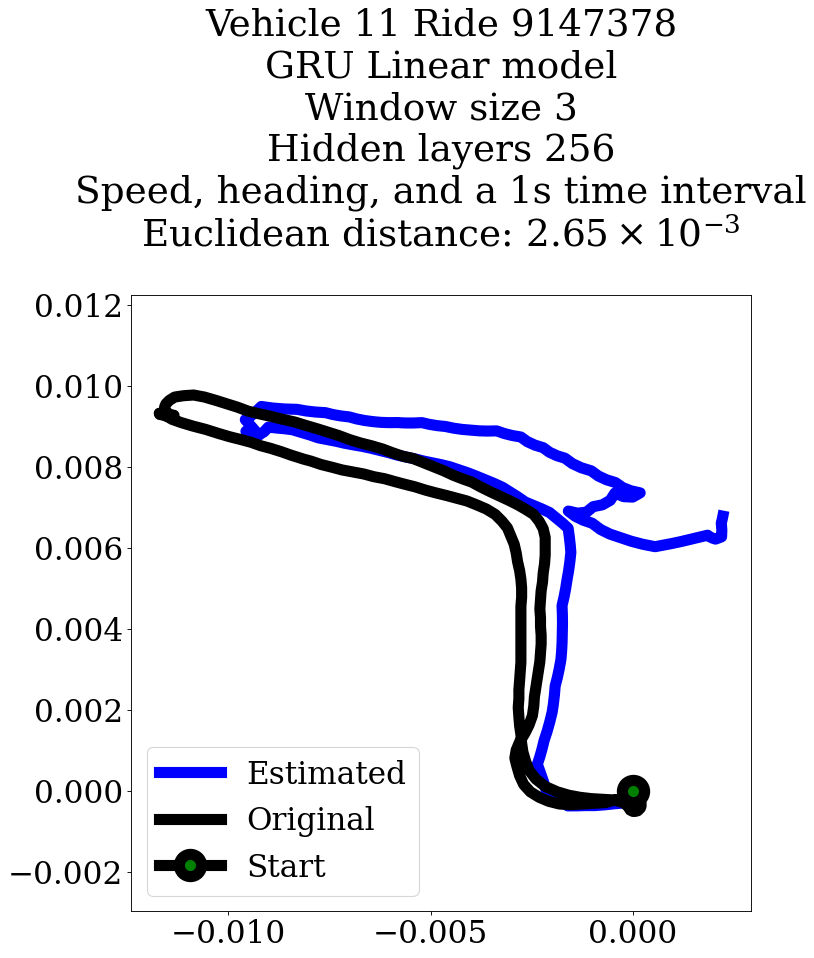 Vehicle 11 Ride 9147378
GRU Linear model
Window size 3
Hidden layers 256
Speed, heading, and a 1s time interval
Euclidean distance: 2.65 × 10⁻³
0.012
0.010
0.008
0.006
0.004
0.002
0.000
−0.002
Estimated
Original
Start
−0.010 −0.005 0.000